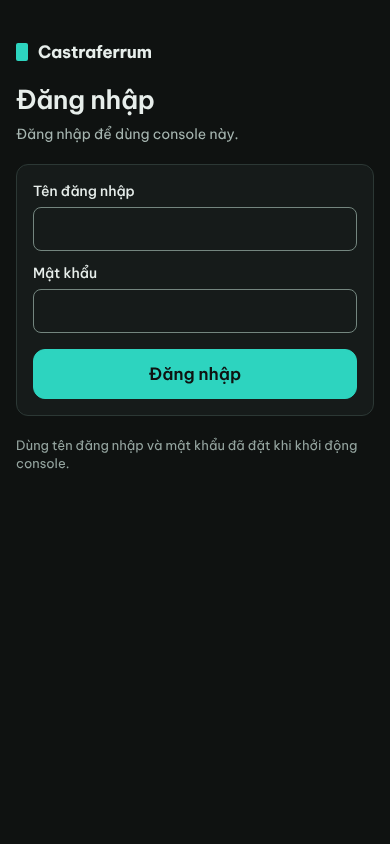 Castraferrum
Đăng nhập
Đăng nhập để dùng console này.
Tên đăng nhập
Mật khẩu
Đăng nhập
Dùng tên đăng nhập và mật khẩu đã đặt khi khởi động
console.